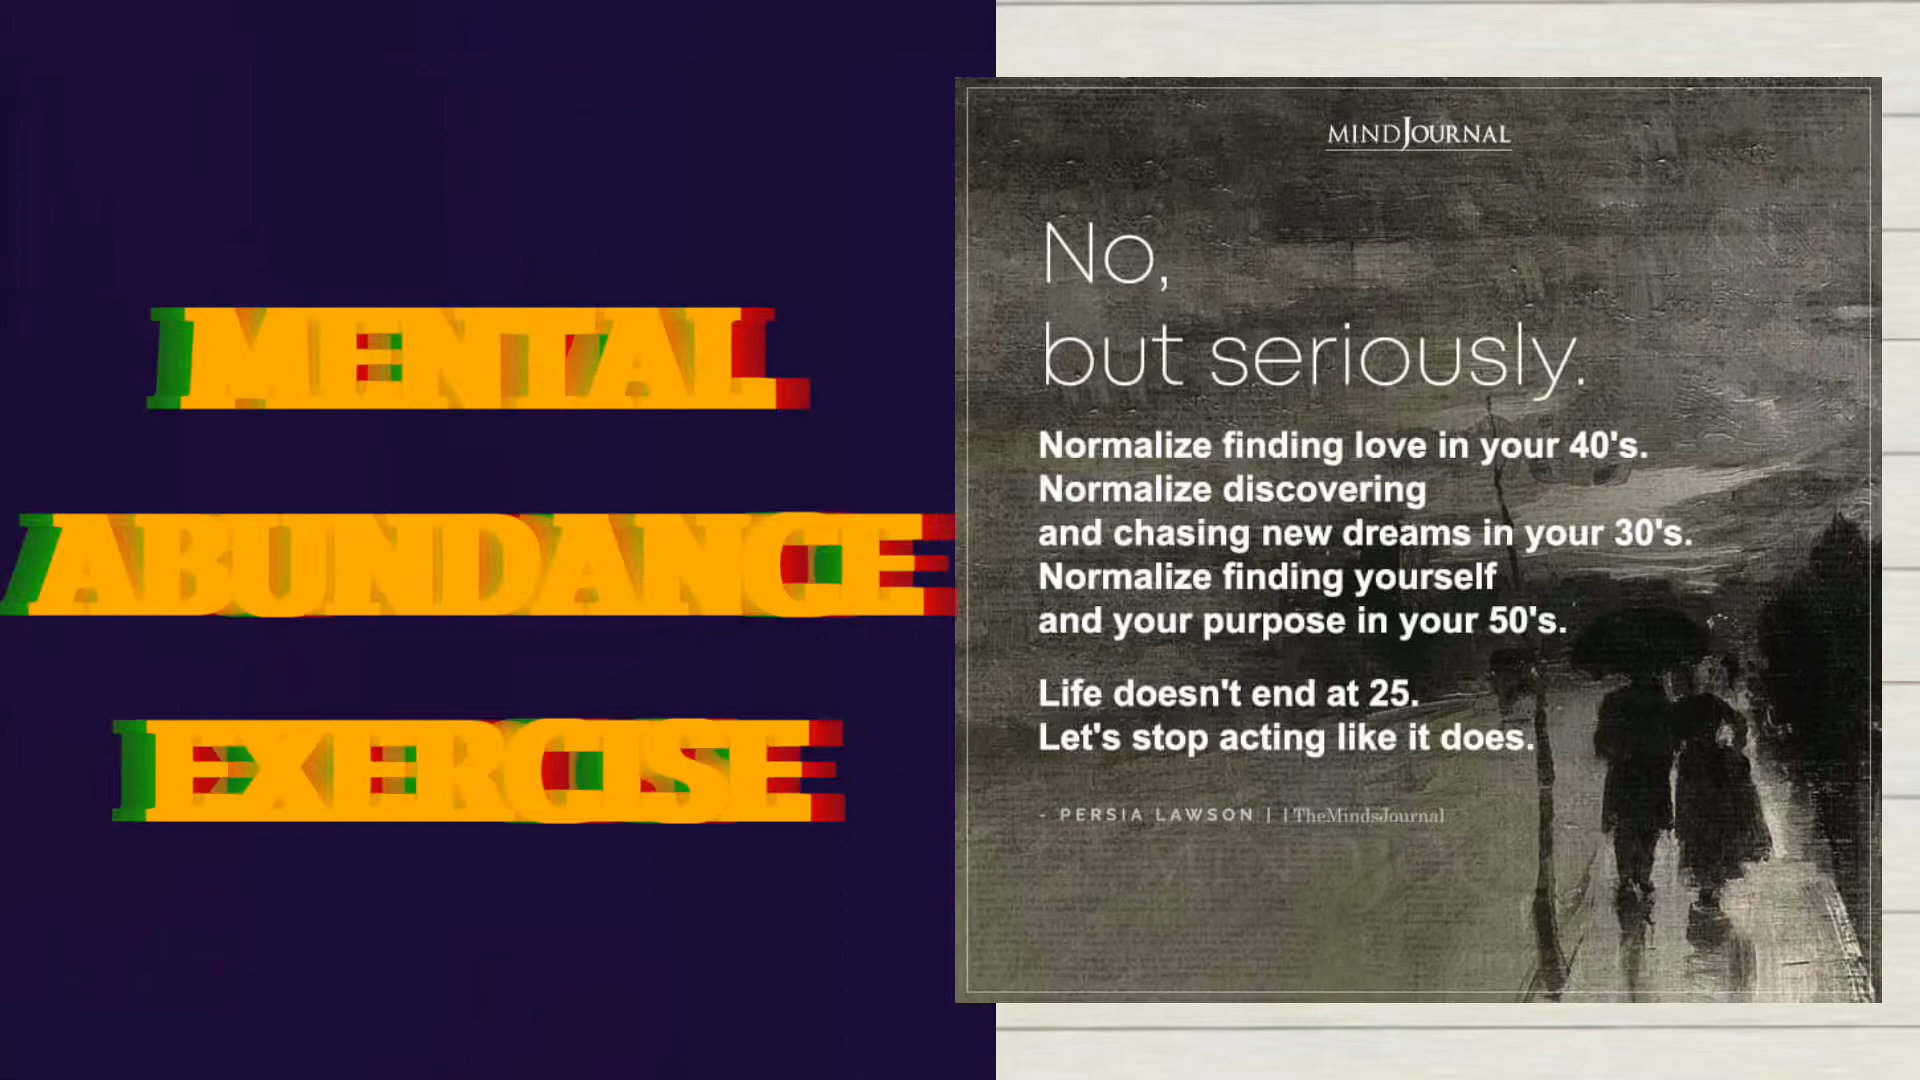 MENTAL
ABUNDANCE
EXERCISE
MINDJOURNAL
No,
but seriously.
Normalize finding love in your 40's.
Normalize discovering
and chasing new dreams in your 30's.
Normalize finding yourself
and your purpose in your 50's.
Life doesn't end at 25.
Let's stop acting like it does.
- PERSIA LAWSON | | TheMindsJournal